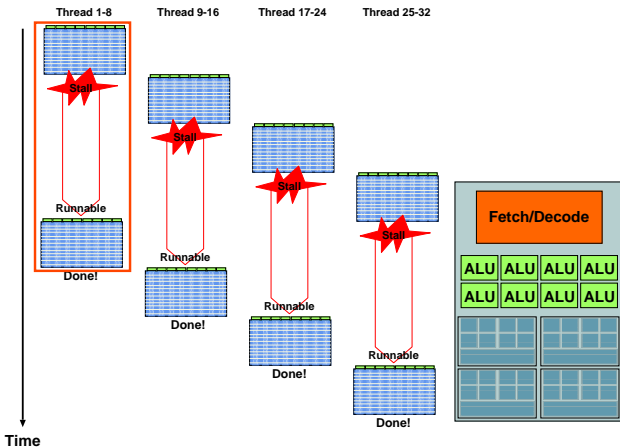 Thread 1-8
Thread 9-16
Thread 17-24
Thread 25-32
Stall
Stall
Stall
Stall
Runnable
Done!
Runnable
Done!
Runnable
Done!
Runnable
Done!
Fetch/Decode
ALU ALU ALU ALU
ALU ALU ALU ALU
Time